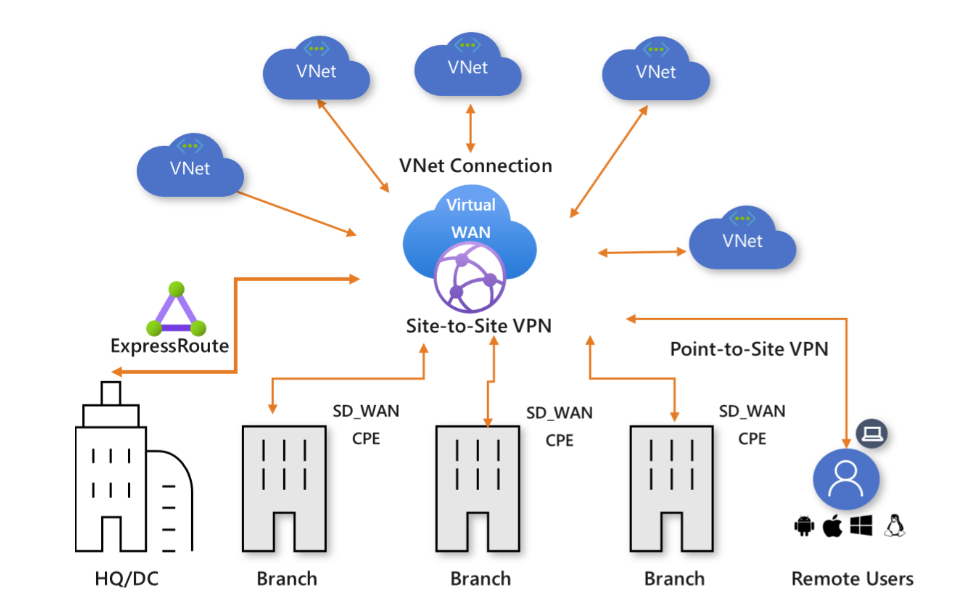 VNet
VNet
VNet
VNet
VNet Connection
Virtual
WAN
VNet
Site-to-Site VPN
ExpressRoute
Point-to-Site VPN
SD_WAN
CPE
SD_WAN
CPE
SD_WAN
CPE
HQ/DC
Branch
Branch
Branch
Remote Users